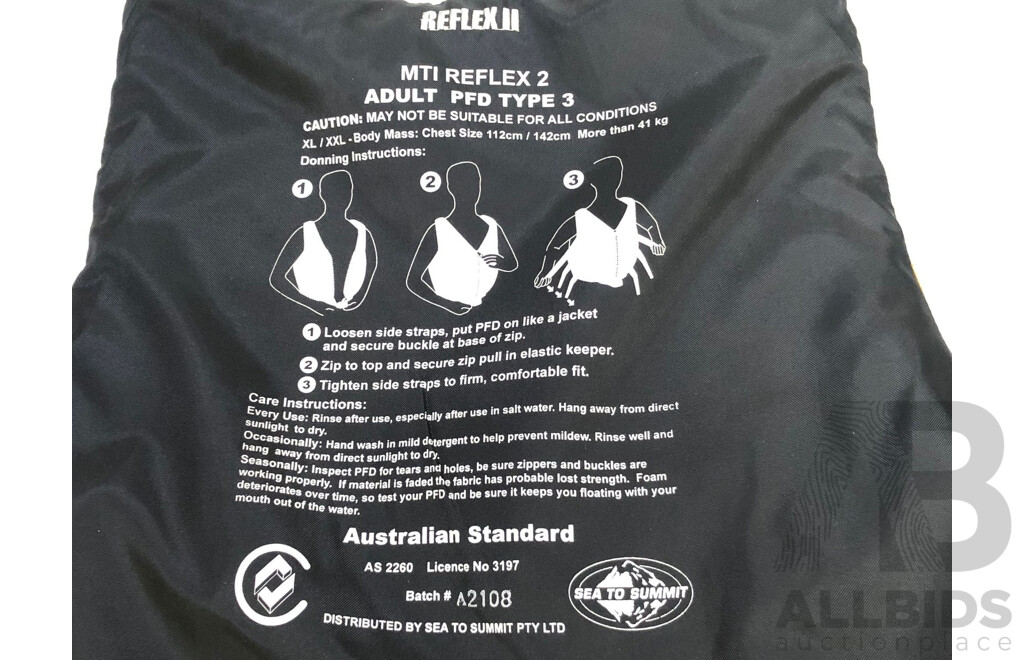 REFLEX II
MTI REFLEX 2
ADULT PFD TYPE 3
CAUTION: MAY NOT BE SUITABLE FOR ALL CONDITIONS
XL / XXL - Body Mass: Chest Size 112cm / 142cm More than 41 kg
Donning Instructions:
1 2 3
1 Loosen side straps, put PFD on like a jacket
and secure buckle at base of zip.
2 Zip to top and secure zip pull in elastic keeper.
3 Tighten side straps to firm, comfortable fit.
Care Instructions:
Every Use: Rinse after use, especially after use in salt water. Hang away from direct
sunlight to dry.
Occasionally: Hand wash in mild detergent to help prevent mildew. Rinse well and
hang away from direct sunlight to dry.
Seasonally: Inspect PFD for tears and holes, be sure zippers and buckles are
working properly. If material is faded the fabric has probable lost strength. Foam
deteriorates over time, so test your PFD and be sure it keeps you floating with your
mouth out of the water.
Australian Standard
AS 2260 Licence No 3197
Batch # A2108
SEA TO SUMMIT
DISTRIBUTED BY SEA TO SUMMIT PTY LTD
AB
ALLBIDS
auctionplace